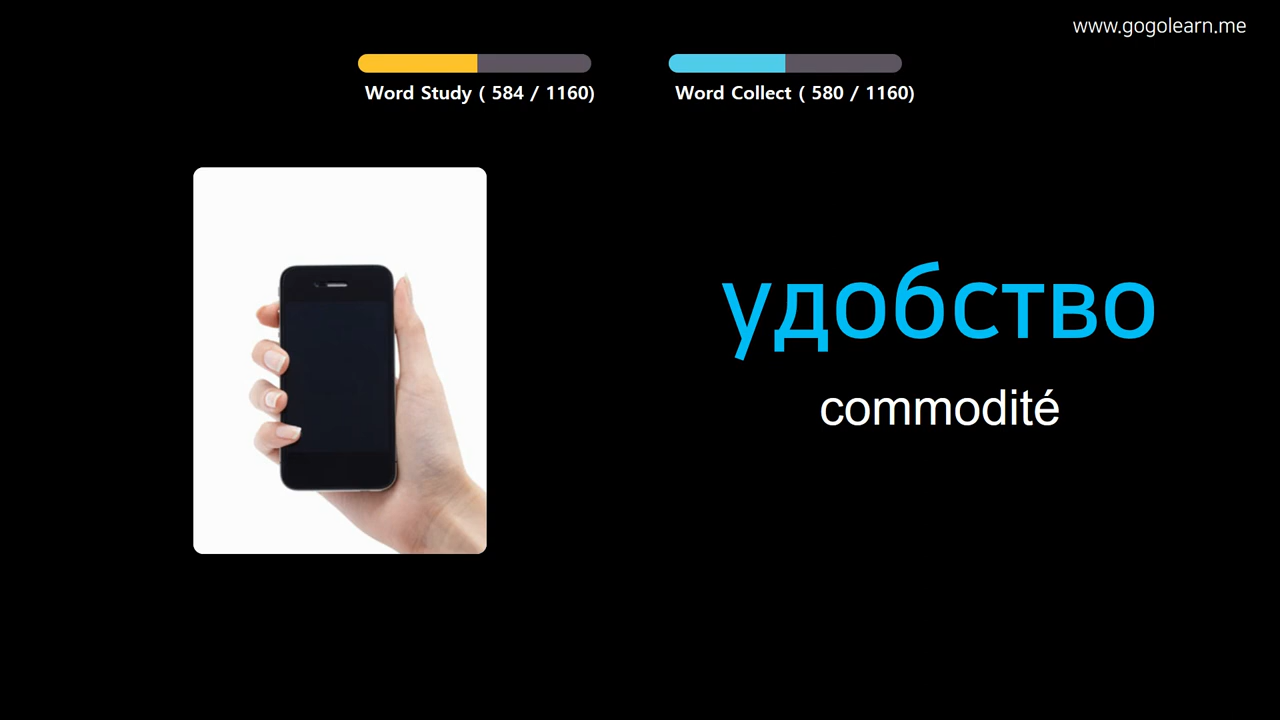 www.gogolearn.me
Word Study ( 584 / 1160)
Word Collect ( 580 / 1160)
удобство
commodité